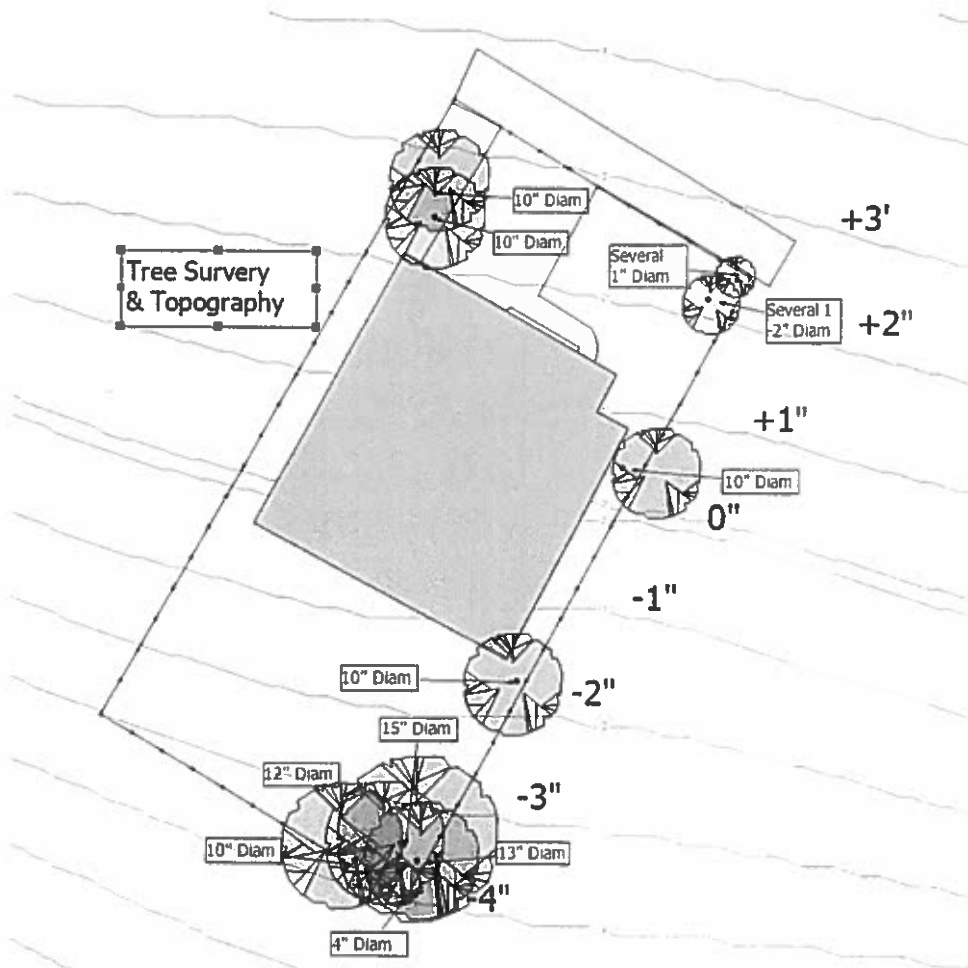 10" Diam
+3'
10" Diam
Several
1" Diam
Tree Survery
& Topography
Several 1
-2" Diam
+2"
+1"
10" Diam
0"
-1"
10" Diam
-2"
15" Diam
12" Diam
-3"
10" Diam
13" Diam
-4"
4" Diam